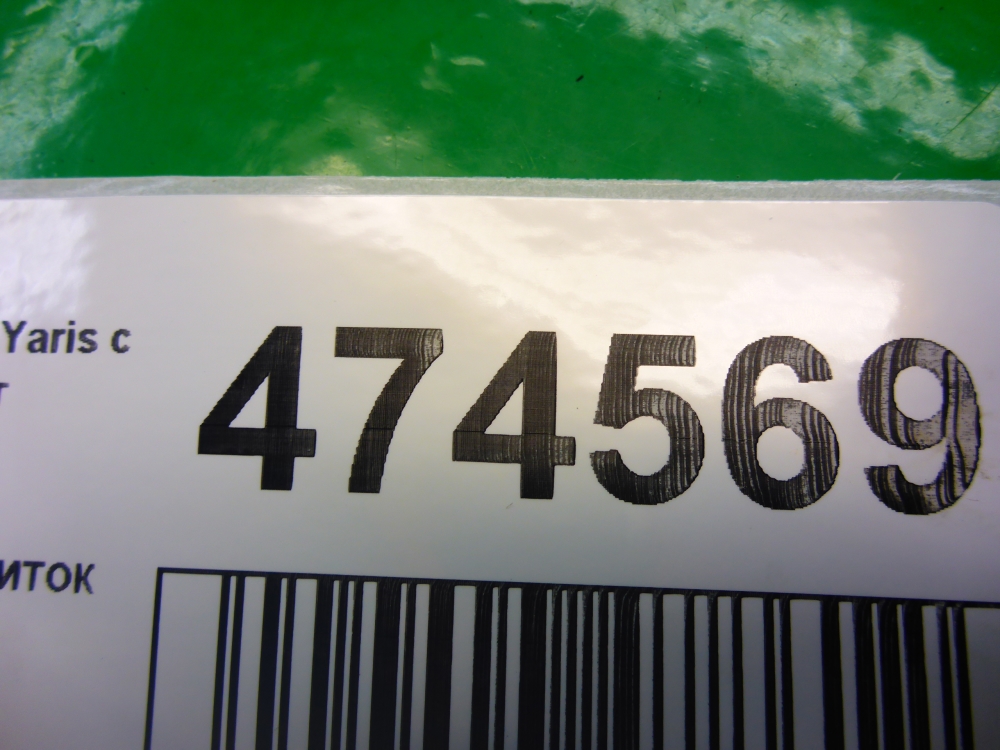 Yaris с
474569
т
иток